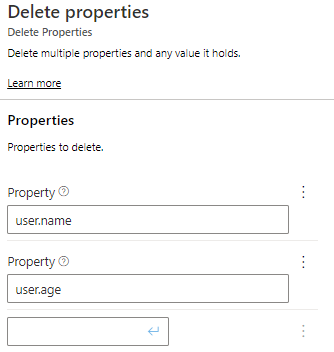 Delete properties
Delete Properties
Delete multiple properties and any value it holds.
Learn more
Properties
Properties to delete.
Property
user.name
Property
user.age